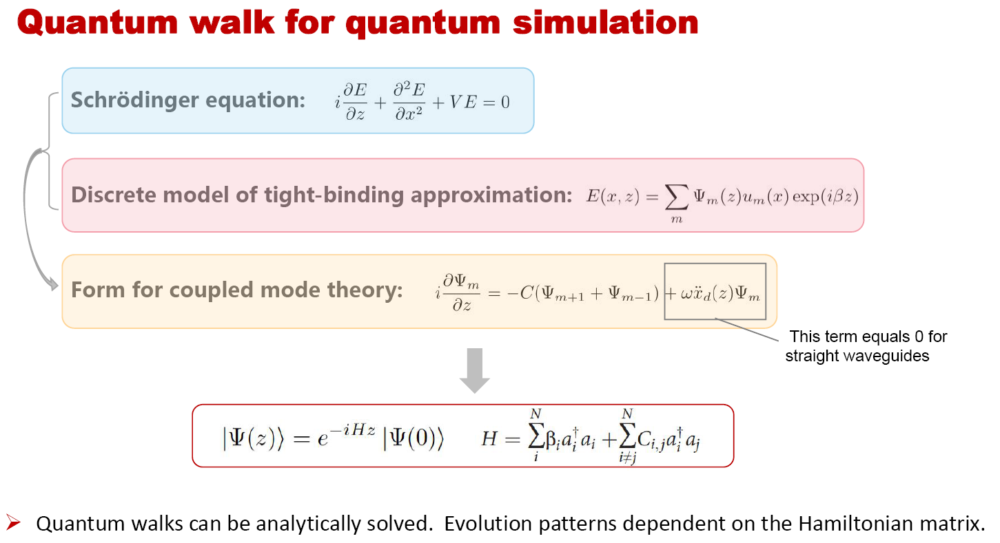 Quantum walk for quantum simulation
Schrödinger equation: $i\frac{\partial E}{\partial z} + \frac{\partial^2 E}{\partial x^2} + VE = 0$
Discrete model of tight-binding approximation: $E(x, z) = \sum_m \Psi_m(z) u_m(x) \exp(i\beta z)$
Form for coupled mode theory: $i\frac{\partial \Psi_m}{\partial z} = -C(\Psi_{m+1} + \Psi_{m-1}) + \omega \ddot{x}_d(z) \Psi_m$
This term equals 0 for
straight waveguides
$|\Psi(z)\rangle = e^{-iHz} |\Psi(0)\rangle$ $H = \sum_i^N \beta_i a_i^\dagger a_i + \sum_{i \neq j}^N C_{i,j} a_i^\dagger a_j$
➢ Quantum walks can be analytically solved. Evolution patterns dependent on the Hamiltonian matrix.